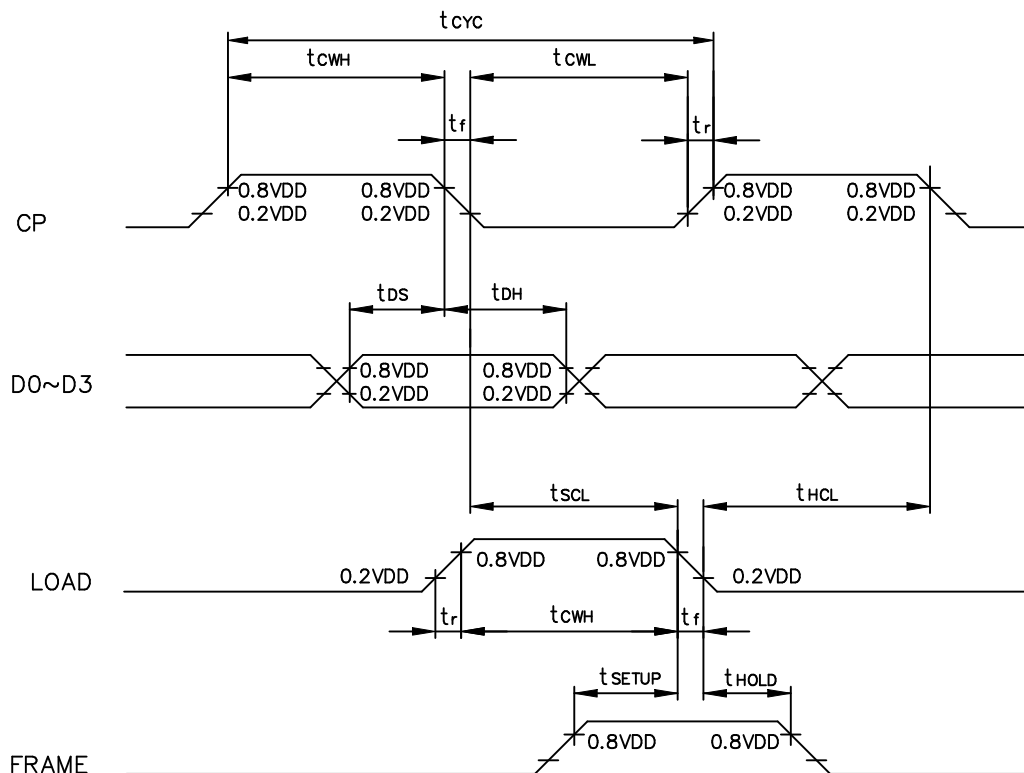 tCYC
tCWH
tCWL
tf
tr
0.8VDD 0.8VDD 0.8VDD 0.8VDD
CP 0.2VDD 0.2VDD 0.2VDD 0.2VDD
tDS tDH
0.8VDD 0.8VDD
D0~D3 0.2VDD 0.2VDD
tSCL tHCL
0.8VDD 0.8VDD
LOAD 0.2VDD 0.2VDD
tr tCWH tf
tSETUP tHOLD
0.8VDD 0.8VDD
FRAME